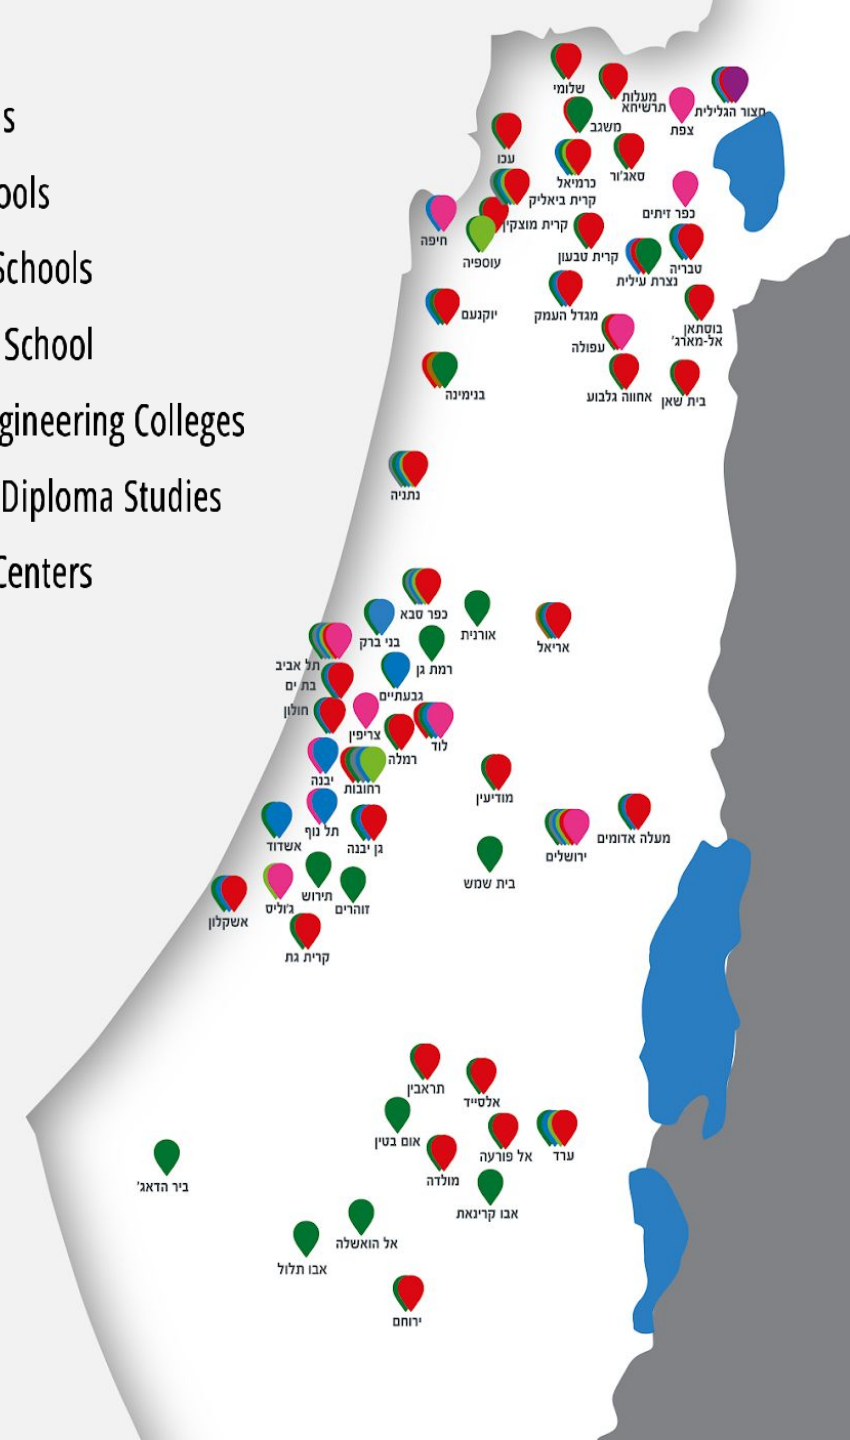 s
ools
Schools
School
gineering Colleges
Diploma Studies
Centers
שלומי
מעלות
תרשיחא
צפת
חצור הגלילית
משגב
עכו
כרמיאל
סאג'ור
קרית ביאליק
כפר זיתים
קרית מוצקין
חיפה
עוספיה
קרית טבעון
נצרת עילית
טבריה
יוקנעם
מגדל העמק
בוסתאן
אל-מארג'
עפולה
בנימינה
אחווה גלבוע
בית שאן
נתניה
כפר סבא
אורנית
בני ברק
אריאל
תל אביב
רמת גן
בת ים
גבעתיים
חולון
צריפין
לוד
רמלה
יבנה
רחובות
מודיעין
תל נוף
אשדוד
גן יבנה
ירושלים
מעלה אדומים
בית שמש
ג'וליס
תירוש
זוהרים
אשקלון
קרית גת
תראבין
אלסייד
אום בטין
אל פורעה
ערד
מולדה
ביר הדאג'
אבו קרינאת
אל הואשלה
אבו תלול
ירוחם